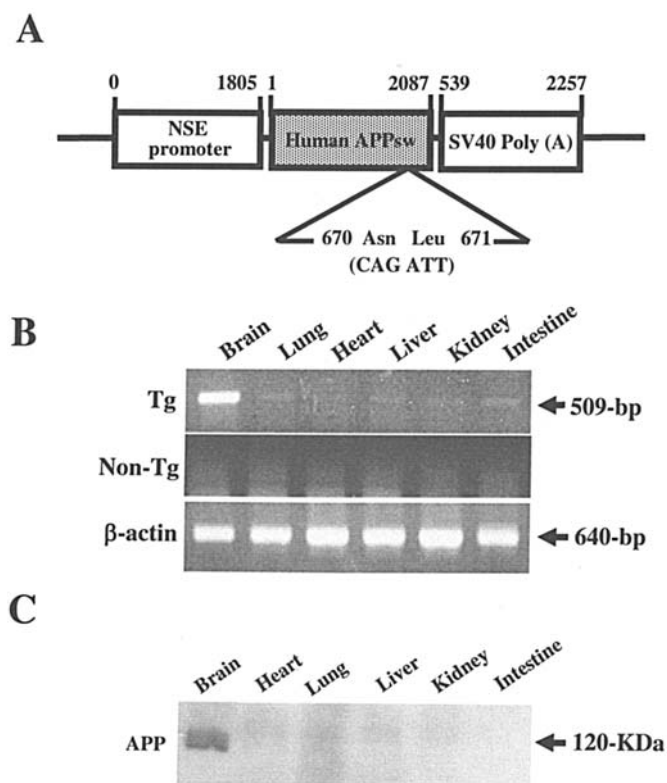 A
0 1805 1 2087 539 2257
NSE promoter Human APPsw SV40 Poly (A)
670 Asn Leu 671
(CAG ATT)
B
Brain Lung Heart Liver Kidney Intestine
Tg 509-bp
Non-Tg
β-actin 640-bp
C
Brain Heart Lung Liver Kidney Intestine
APP 120-KDa